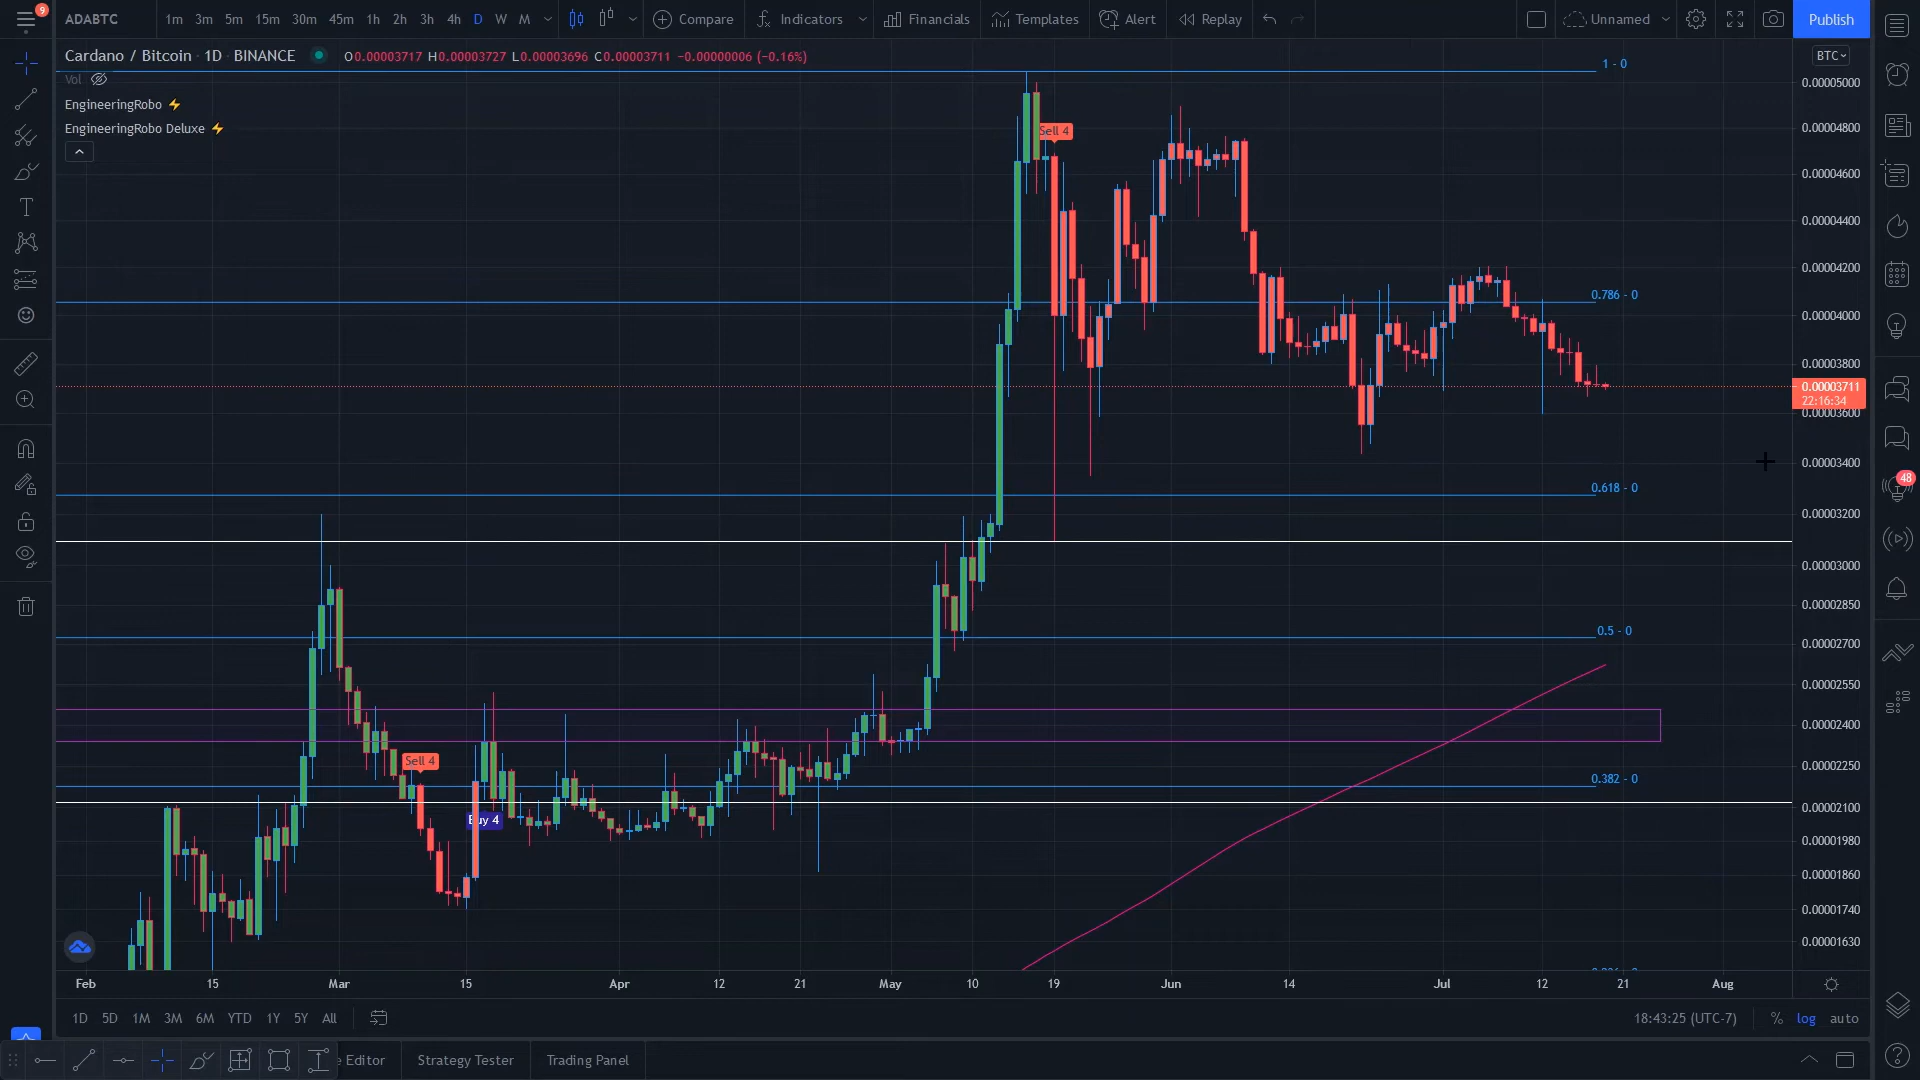 9
ADABTC 1m 3m 5m 15m 30m 45m 1h 2h 3h 4h D W M Compare Indicators Financials Templates Alert Replay Unnamed Publish
Cardano / Bitcoin · 1D · BINANCE O0.00003717 H0.00003727 L0.00003696 C0.00003711 −0.00000006 (−0.16%)
BTC
Vol
EngineeringRobo ⚡
EngineeringRobo Deluxe ⚡
1 - 0
0.00005000
0.00004800
Sell 4
0.00004600
0.00004400
0.00004200
0.786 - 0
0.00004000
0.00003800
0.00003711
22:16:34
0.00003600
0.00003400
48
0.618 - 0
0.00003200
0.00003000
0.00002850
0.5 - 0
0.00002700
0.00002550
0.00002400
Sell 4
0.00002250
0.382 - 0
0.00002100
Buy 4
0.00001980
0.00001860
0.00001740
0.00001630
Feb 15 Mar 15 Apr 12 21 May 10 19 Jun 14 Jul 12 21 Aug
1D 5D 1M 3M 6M YTD 1Y 5Y All 18:43:25 (UTC-7) % log auto
e Editor Strategy Tester Trading Panel